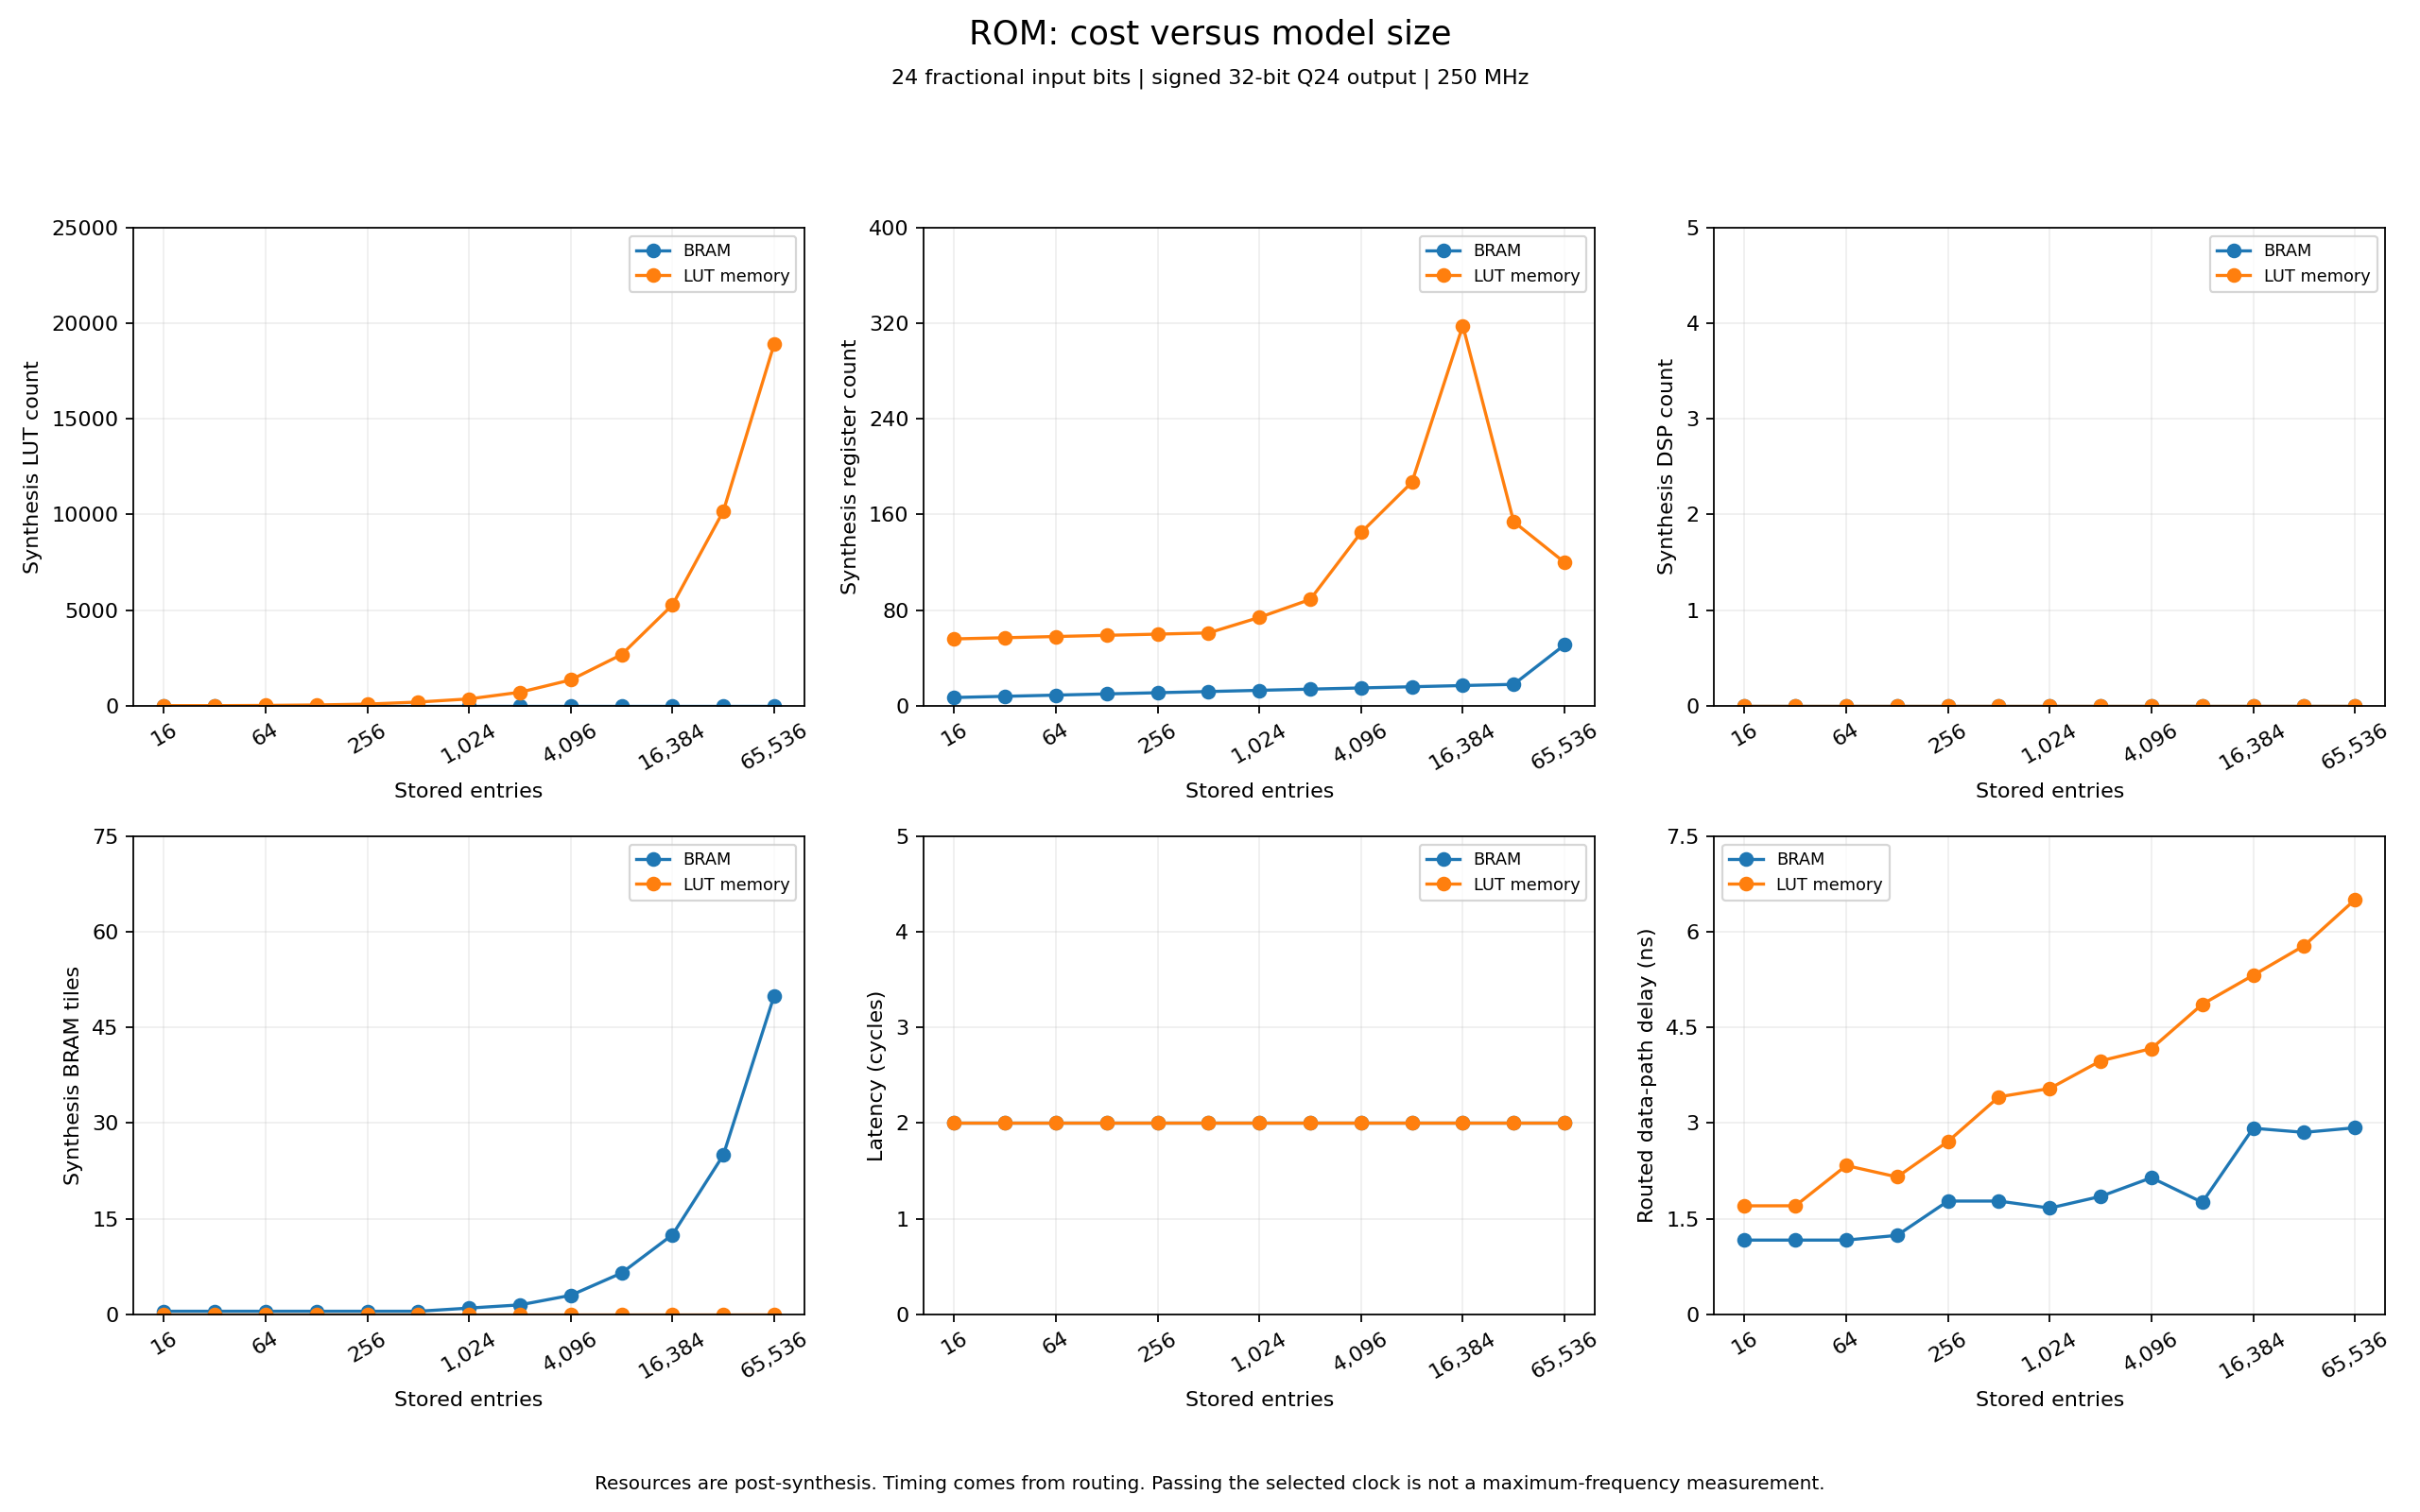 ROM: cost versus model size
24 fractional input bits | signed 32-bit Q24 output | 250 MHz
Synthesis LUT count
25000
20000
15000
10000
5000
0
BRAM
LUT memory
16
64
256
1,024
4,096
16,384
65,536
Stored entries
Synthesis register count
400
320
240
160
80
0
BRAM
LUT memory
16
64
256
1,024
4,096
16,384
65,536
Stored entries
Synthesis DSP count
5
4
3
2
1
0
BRAM
LUT memory
16
64
256
1,024
4,096
16,384
65,536
Stored entries
Synthesis BRAM tiles
75
60
45
30
15
0
BRAM
LUT memory
16
64
256
1,024
4,096
16,384
65,536
Stored entries
Latency (cycles)
5
4
3
2
1
0
BRAM
LUT memory
16
64
256
1,024
4,096
16,384
65,536
Stored entries
Routed data-path delay (ns)
7.5
6
4.5
3
1.5
0
BRAM
LUT memory
16
64
256
1,024
4,096
16,384
65,536
Stored entries
Resources are post-synthesis. Timing comes from routing. Passing the selected clock is not a maximum-frequency measurement.